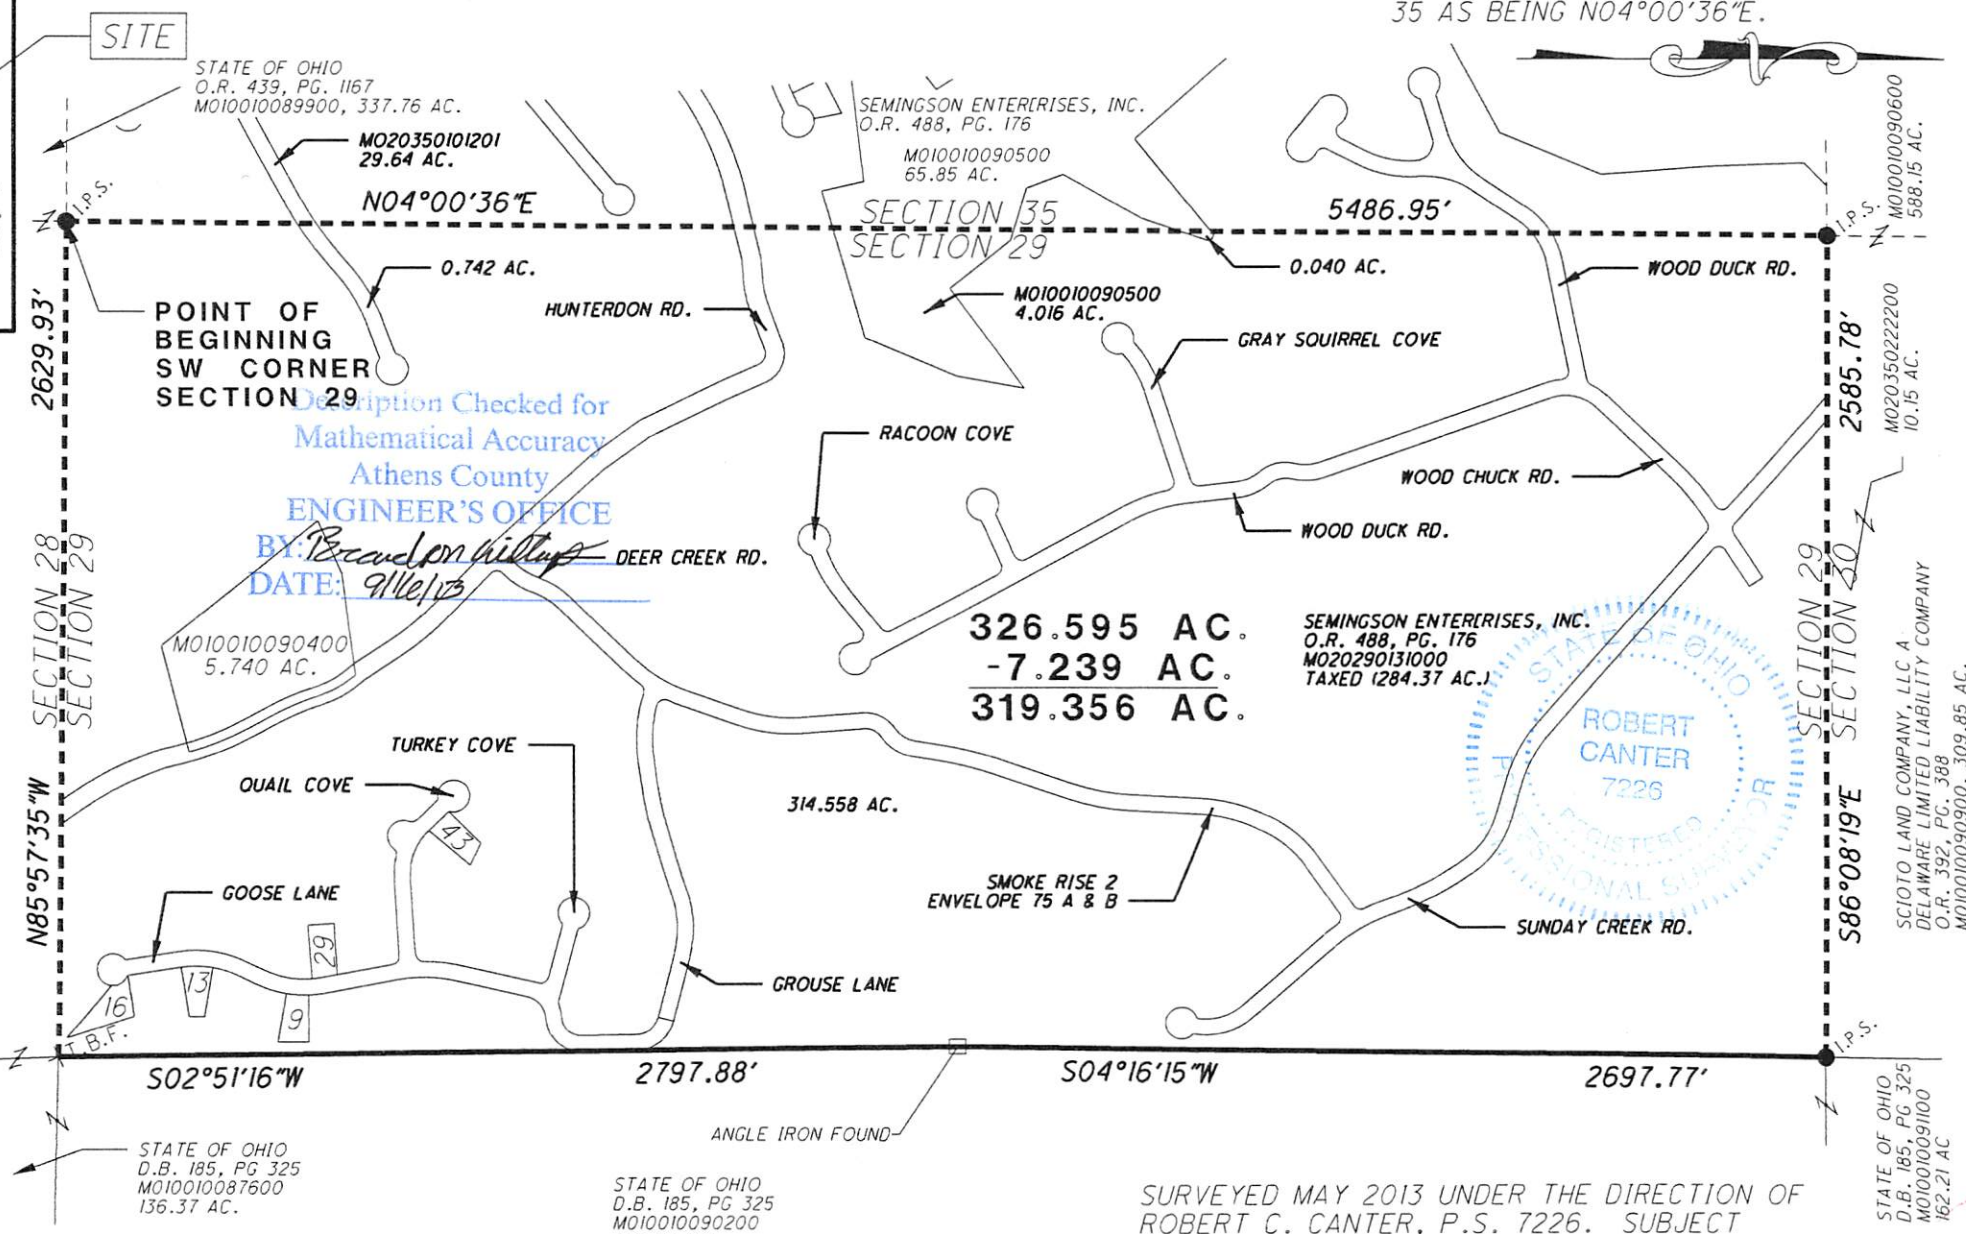 35 AS BEING N04°00'36"E.
SITE
STATE OF OHIO
O.R. 439, PG. 1167
M010010089900, 337.76 AC.
M020350101201
29.64 AC.
SEMINGSON ENTER[RISES, INC.
O.R. 488, PG. 176
M010010090500
65.85 AC.
M010010090600
588.15 AC.
I.P.S.
N04°00'36"E
SECTION 35
SECTION 29
5486.95'
I.P.S.
0.742 AC.
0.040 AC.
WOOD DUCK RD.
2629.93'
POINT OF
BEGINNING
SW CORNER
SECTION 29
HUNTERDON RD.
M010010090500
4.016 AC.
GRAY SQUIRREL COVE
2585.78'
M020350222200
10.15 AC.
Description Checked for
Mathematical Accuracy
Athens County
ENGINEER'S OFFICE
BY: Brandon
DATE: 9/16/13
RACOON COVE
WOOD CHUCK RD.
WOOD DUCK RD.
DEER CREEK RD.
SECTION 28
SECTION 29
M010010090400
5.740 AC.
326.595 AC.
-7.239 AC.
319.356 AC.
SEMINGSON ENTER[RISES, INC.
O.R. 488, PG. 176
M020290131000
TAXED (284.37 AC.)
SECTION 29
SECTION 30
STATE OF OHIO
ROBERT
CANTER
7226
REGISTERED
PROFESSIONAL SURVEYOR
SCIOTO LAND COMPANY, LLC A
DELAWARE LIMITED LIABILITY COMPANY
O.R. 392, PG. 388
M010010090900, 309.85 AC.
TURKEY COVE
QUAIL COVE
43
314.558 AC.
N85°57'35"W
S86°08'19"E
GOOSE LANE
SMOKE RISE 2
ENVELOPE 75 A & B
SUNDAY CREEK RD.
29
13
16
9
GROUSE LANE
T.B.F.
I.P.S.
S02°51'16"W
2797.88'
S04°16'15"W
2697.77'
ANGLE IRON FOUND
STATE OF OHIO
D.B. 185, PG 325
M010010087600
136.37 AC.
STATE OF OHIO
D.B. 185, PG 325
M010010090200
SURVEYED MAY 2013 UNDER THE DIRECTION OF
ROBERT C. CANTER, P.S. 7226. SUBJECT
STATE OF OHIO
D.B. 185, PG 325
M010010091100
162.21 AC